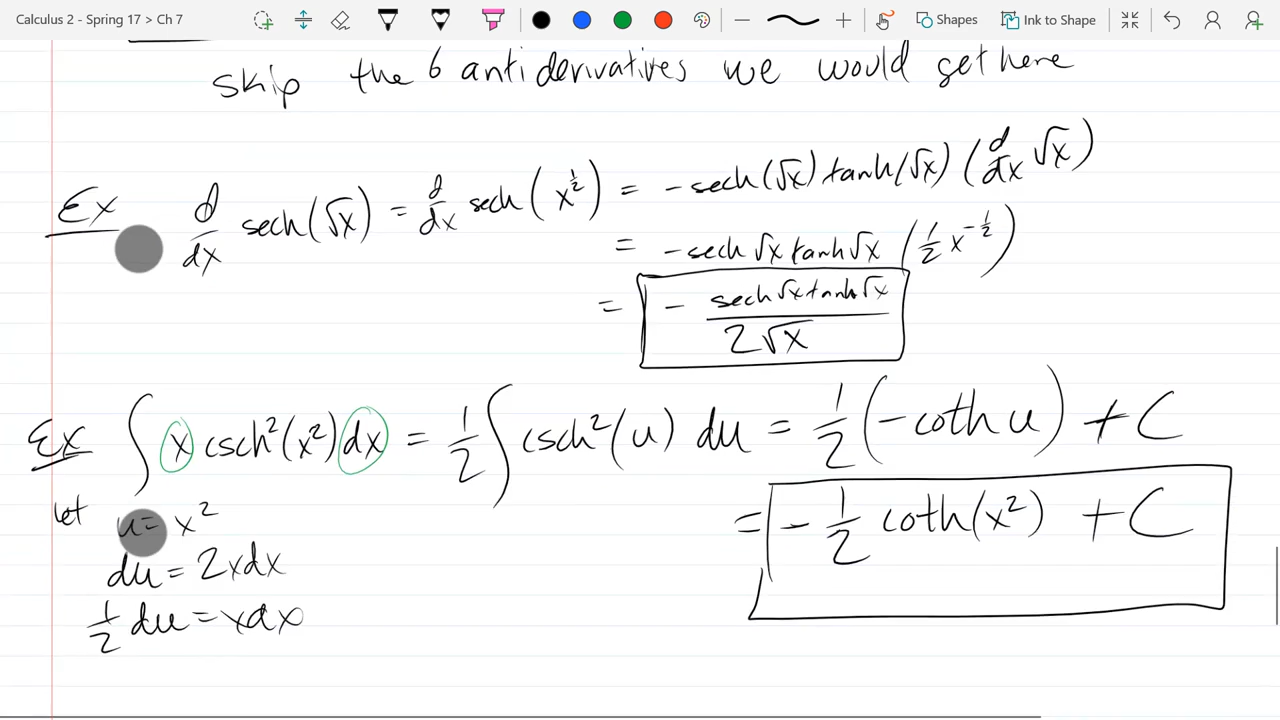 Calculus 2 - Spring 17 > Ch 7 Shapes Ink to Shape
skip the 6 antiderivatives we would get here
Ex d/dx sech(√x) = d/dx sech(x^(1/2)) = -sech(√x) tanh(√x) (d/dx √x)
= -sech √x tanh √x (1/2 x^(-1/2))
= - sech √x tanh √x / 2√x
Ex ∫ x csch²(x²) dx = 1/2 ∫ csch²(u) du = 1/2 (-coth u) + C
let u = x² = -1/2 coth(x²) + C
du = 2xdx
1/2 du = xdx